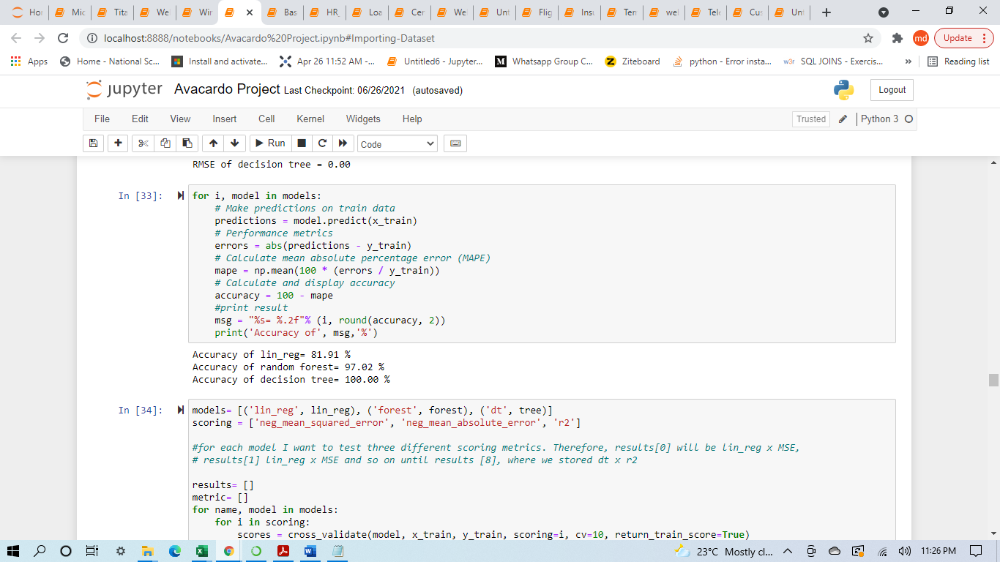 Hor
Mic
Tita
Wel
Wir
Bas
HR_
Loa
Cer
We
Unt
Flig
Insu
Terr
wel
Tele
Cus
Unt
localhost:8888/notebooks/Avacardo%20Project.ipynb#Importing-Dataset
md
Update
Apps
Home - National Sc...
Install and activate...
Apr 26 11:52 AM -...
Untitled6 - Jupyter...
M Whatsapp Group C...
Z Ziteboard
python - Error insta...
w3r SQL JOINS - Exercis...
»
Reading list
jupyter Avacardo Project Last Checkpoint: 06/26/2021 (autosaved)
Logout
File Edit View Insert Cell Kernel Widgets Help
Trusted
Python 3
Run
Code
RMSE of decision tree = 0.00
In [33]:
for i, model in models:
    # Make predictions on train data
    predictions = model.predict(x_train)
    # Performance metrics
    errors = abs(predictions - y_train)
    # Calculate mean absolute percentage error (MAPE)
    mape = np.mean(100 * (errors / y_train))
    # Calculate and display accuracy
    accuracy = 100 - mape
    #print result
    msg = "%s= %.2f"% (i, round(accuracy, 2))
    print('Accuracy of', msg,'%')
Accuracy of lin_reg= 81.91 %
Accuracy of random forest= 97.02 %
Accuracy of decision tree= 100.00 %
In [34]:
models= [('lin_reg', lin_reg), ('forest', forest), ('dt', tree)]
scoring = ['neg_mean_squared_error', 'neg_mean_absolute_error', 'r2']
#for each model I want to test three different scoring metrics. Therefore, results[0] will be lin_reg x MSE,
# results[1] lin_reg x MSE and so on until results [8], where we stored dt x r2
results= []
metric= []
for name, model in models:
    for i in scoring:
        scores = cross_validate(model, x_train, y_train, scoring=i, cv=10, return_train_score=True)
23°C Mostly cl...
11:26 PM